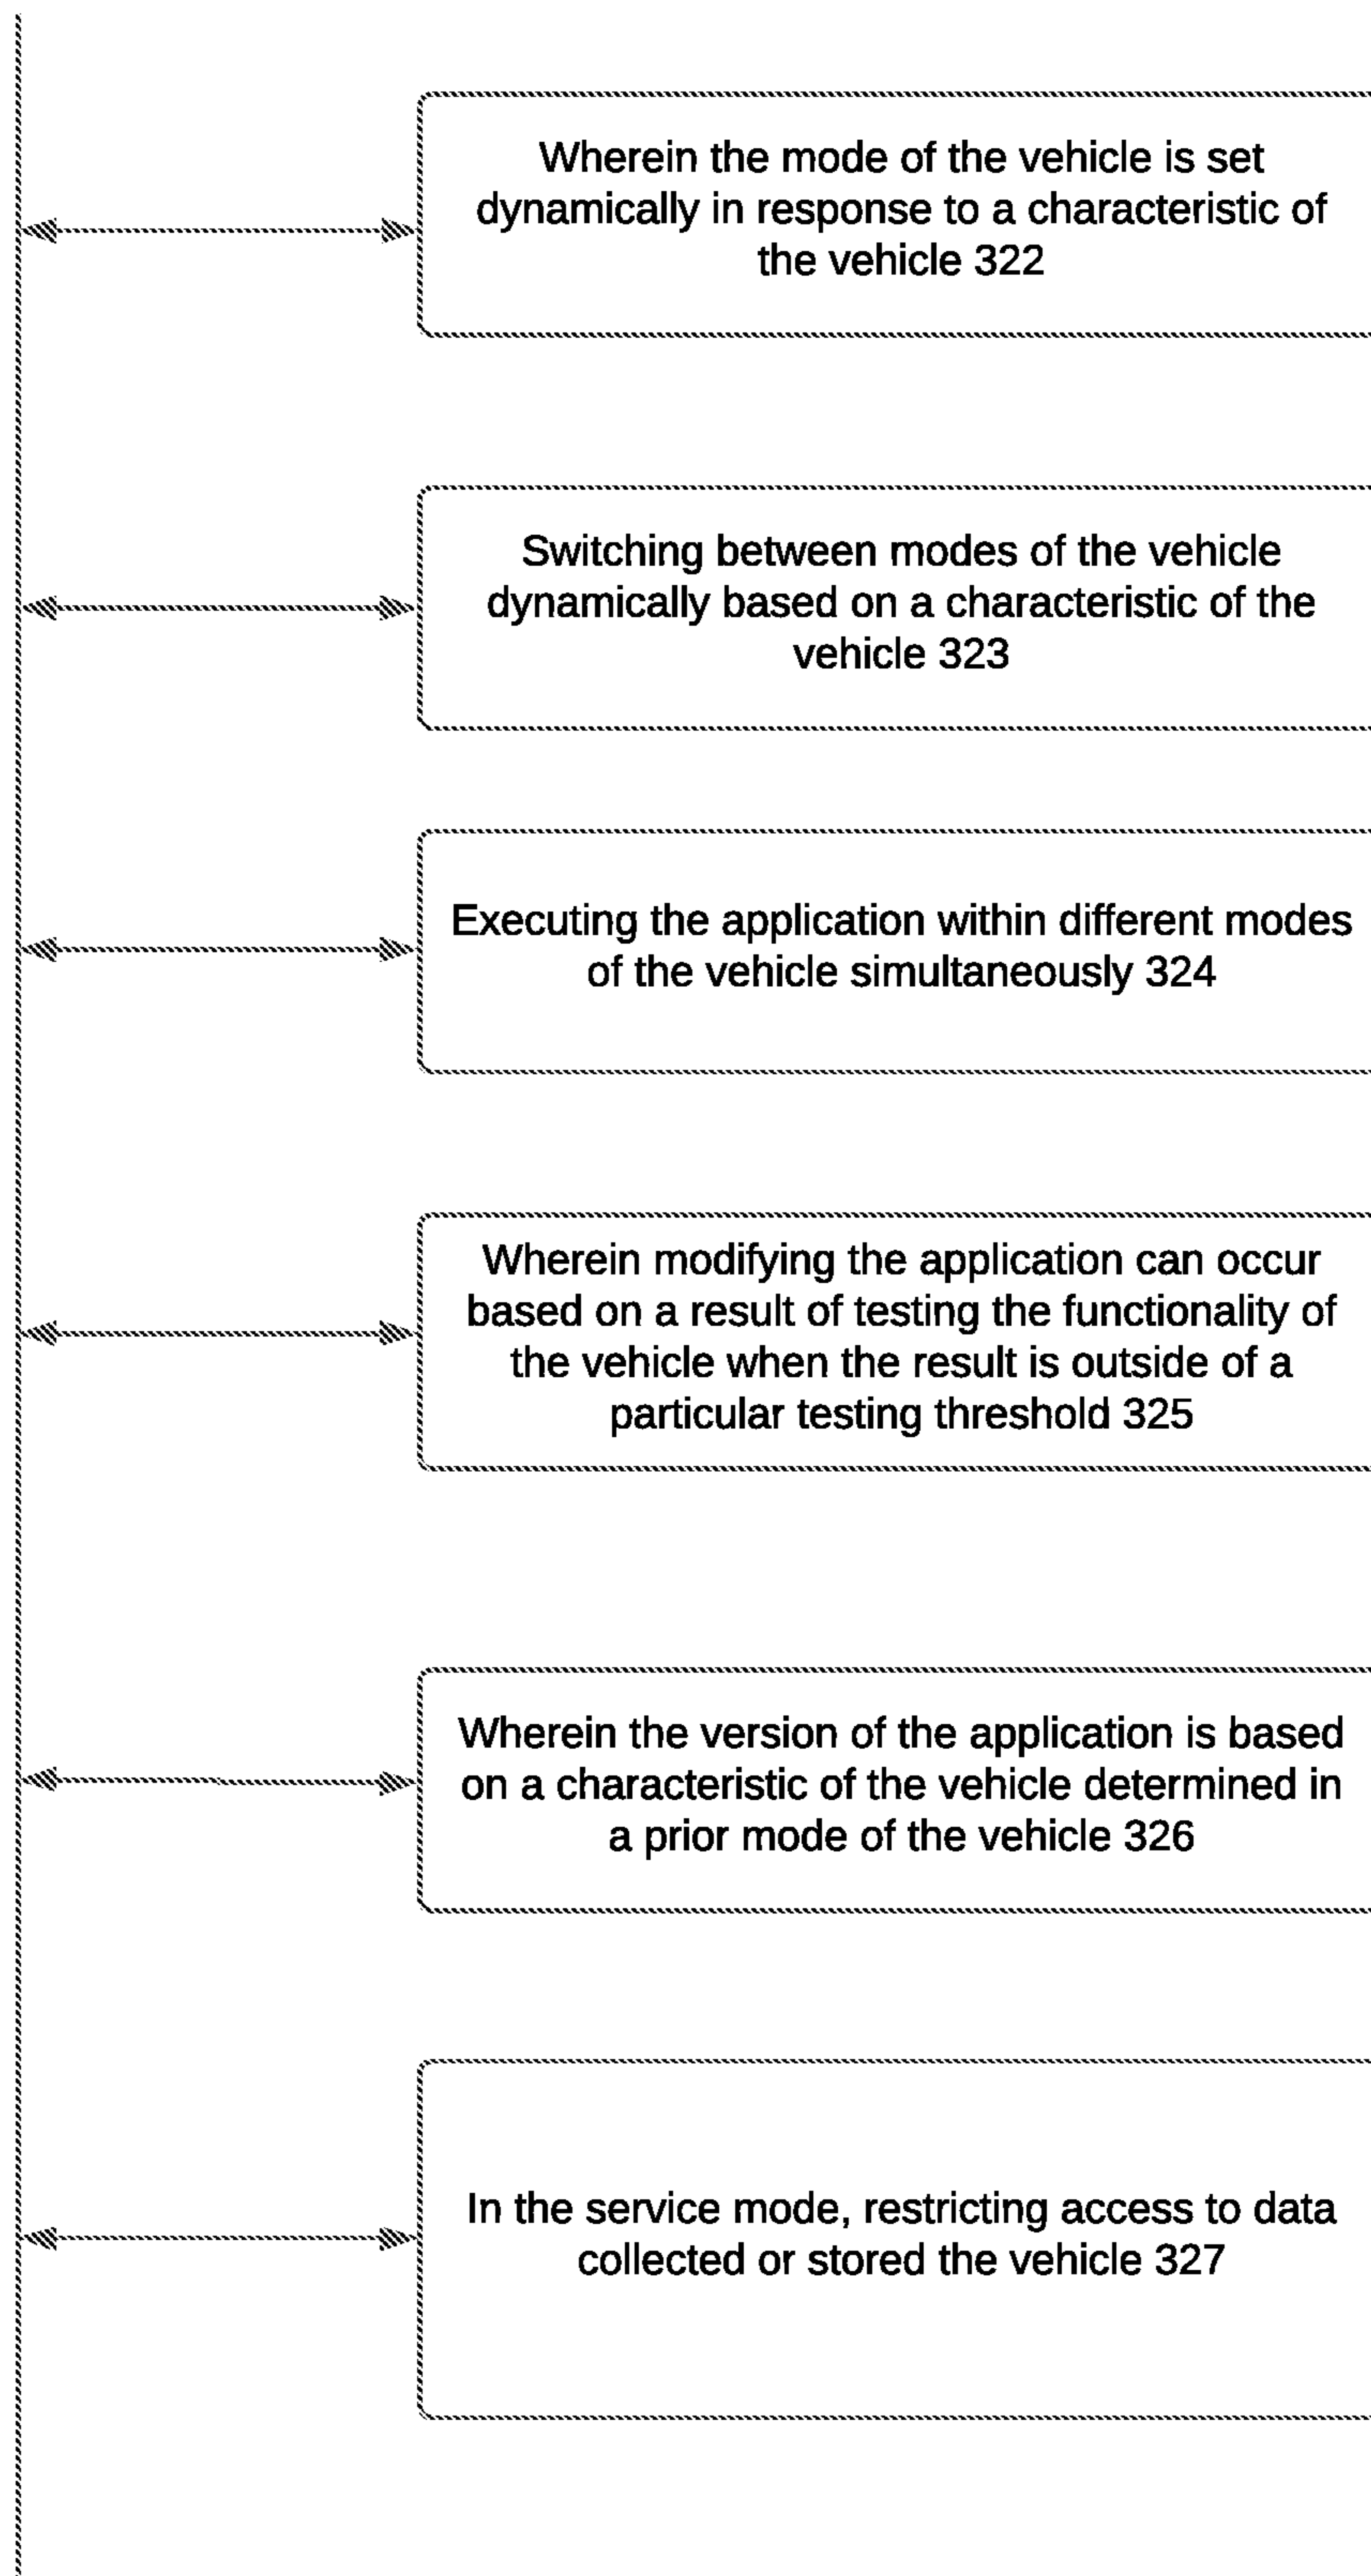 Wherein the mode of the vehicle is set
dynamically in response to a characteristic of
the vehicle 322
Switching between modes of the vehicle
dynamically based on a characteristic of the
vehicle 323
Executing the application within different modes
of the vehicle simultaneously 324
Wherein modifying the application can occur
based on a result of testing the functionality of
the vehicle when the result is outside of a
particular testing threshold 325
Wherein the version of the application is based
on a characteristic of the vehicle determined in
a prior mode of the vehicle 326
In the service mode, restricting access to data
collected or stored the vehicle 327